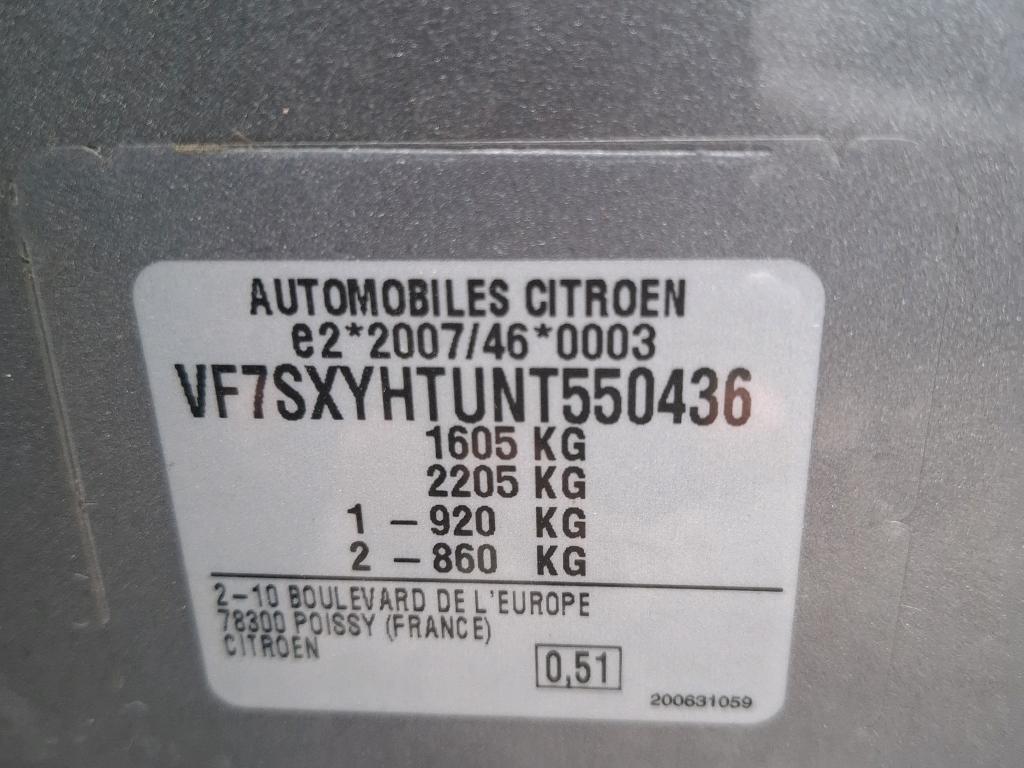 AUTOMOBILES CITROEN
e2*2007/46*0003
VF7SXYHTUNT550436
1605 KG
2205 KG
1 – 920 KG
2 – 860 KG
2–10 BOULEVARD DE L'EUROPE
78300 POISSY (FRANCE)
CITROEN
0,51
200631059